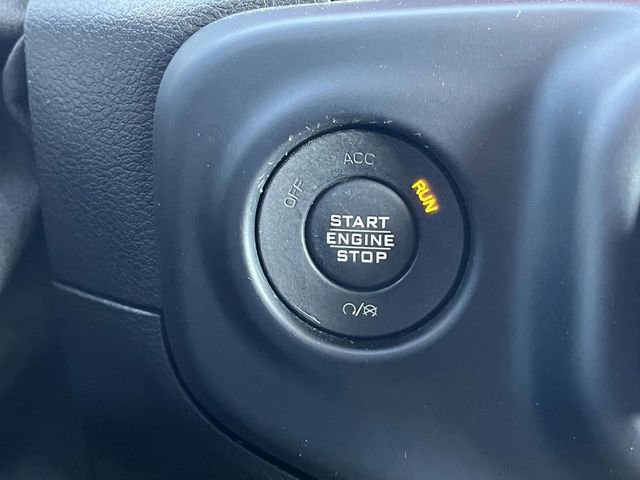 OFF
ACC
RUN
START
ENGINE
STOP